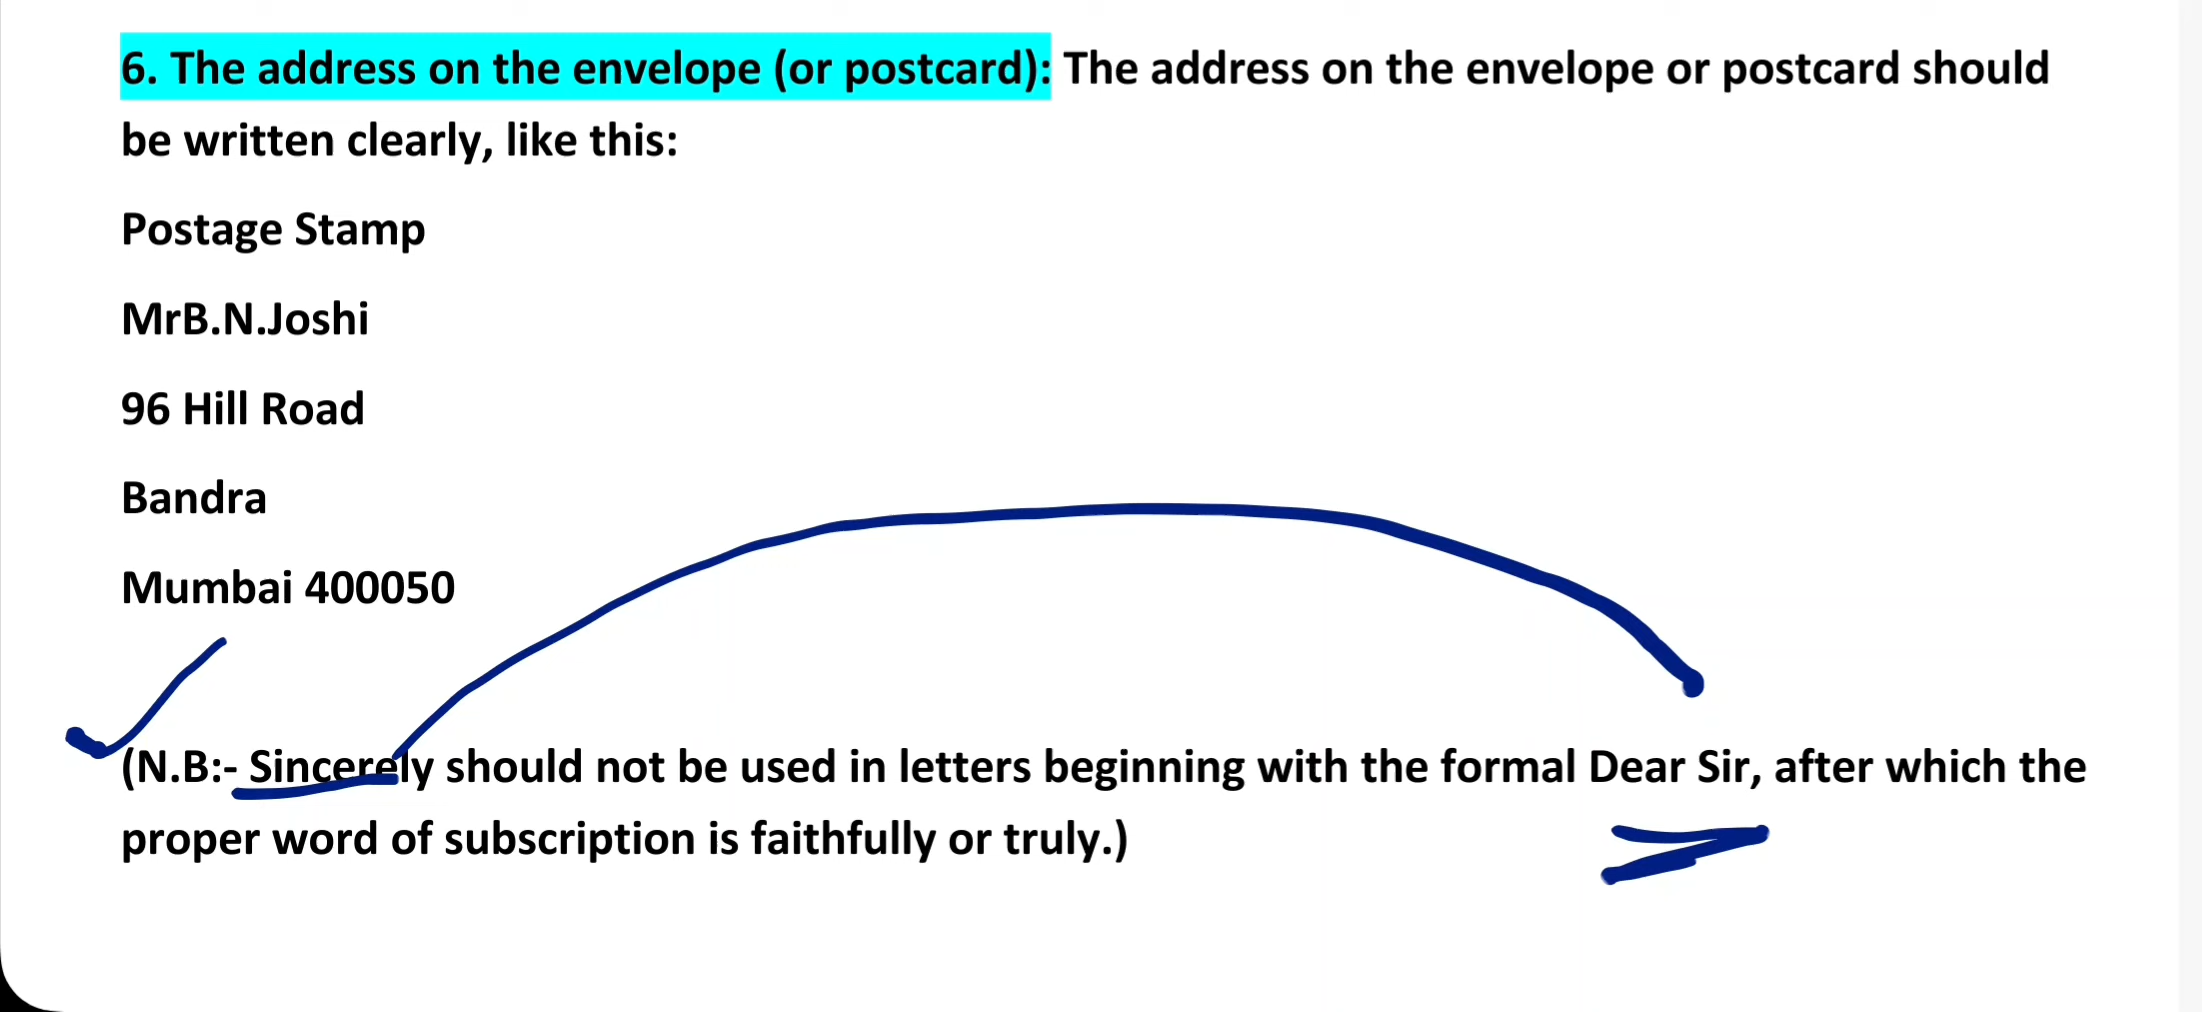 6. The address on the envelope (or postcard): The address on the envelope or postcard should
be written clearly, like this:
Postage Stamp
MrB.N.Joshi
96 Hill Road
Bandra
Mumbai 400050
(N.B:- Sincerely should not be used in letters beginning with the formal Dear Sir, after which the
proper word of subscription is faithfully or truly.)